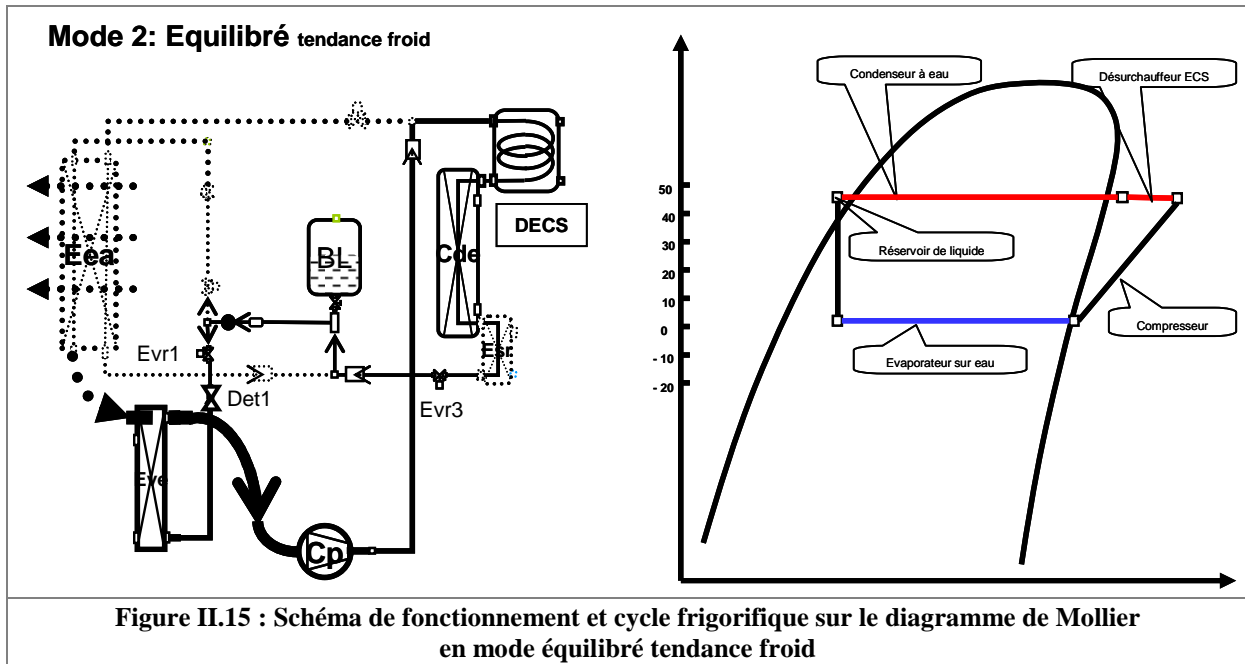 Mode 2: Equilibré tendance froid
DECS
BL
Cde
Eea
Esr
Evr1
Det1
Evr3
Eve
Cp
Condenseur à eau
Désurchauffeur ECS
Réservoir de liquide
Compresseur
Evaporateur sur eau
50
40
30
20
10
0
- 10
- 20
Figure II.15 : Schéma de fonctionnement et cycle frigorifique sur le diagramme de Mollier
en mode équilibré tendance froid